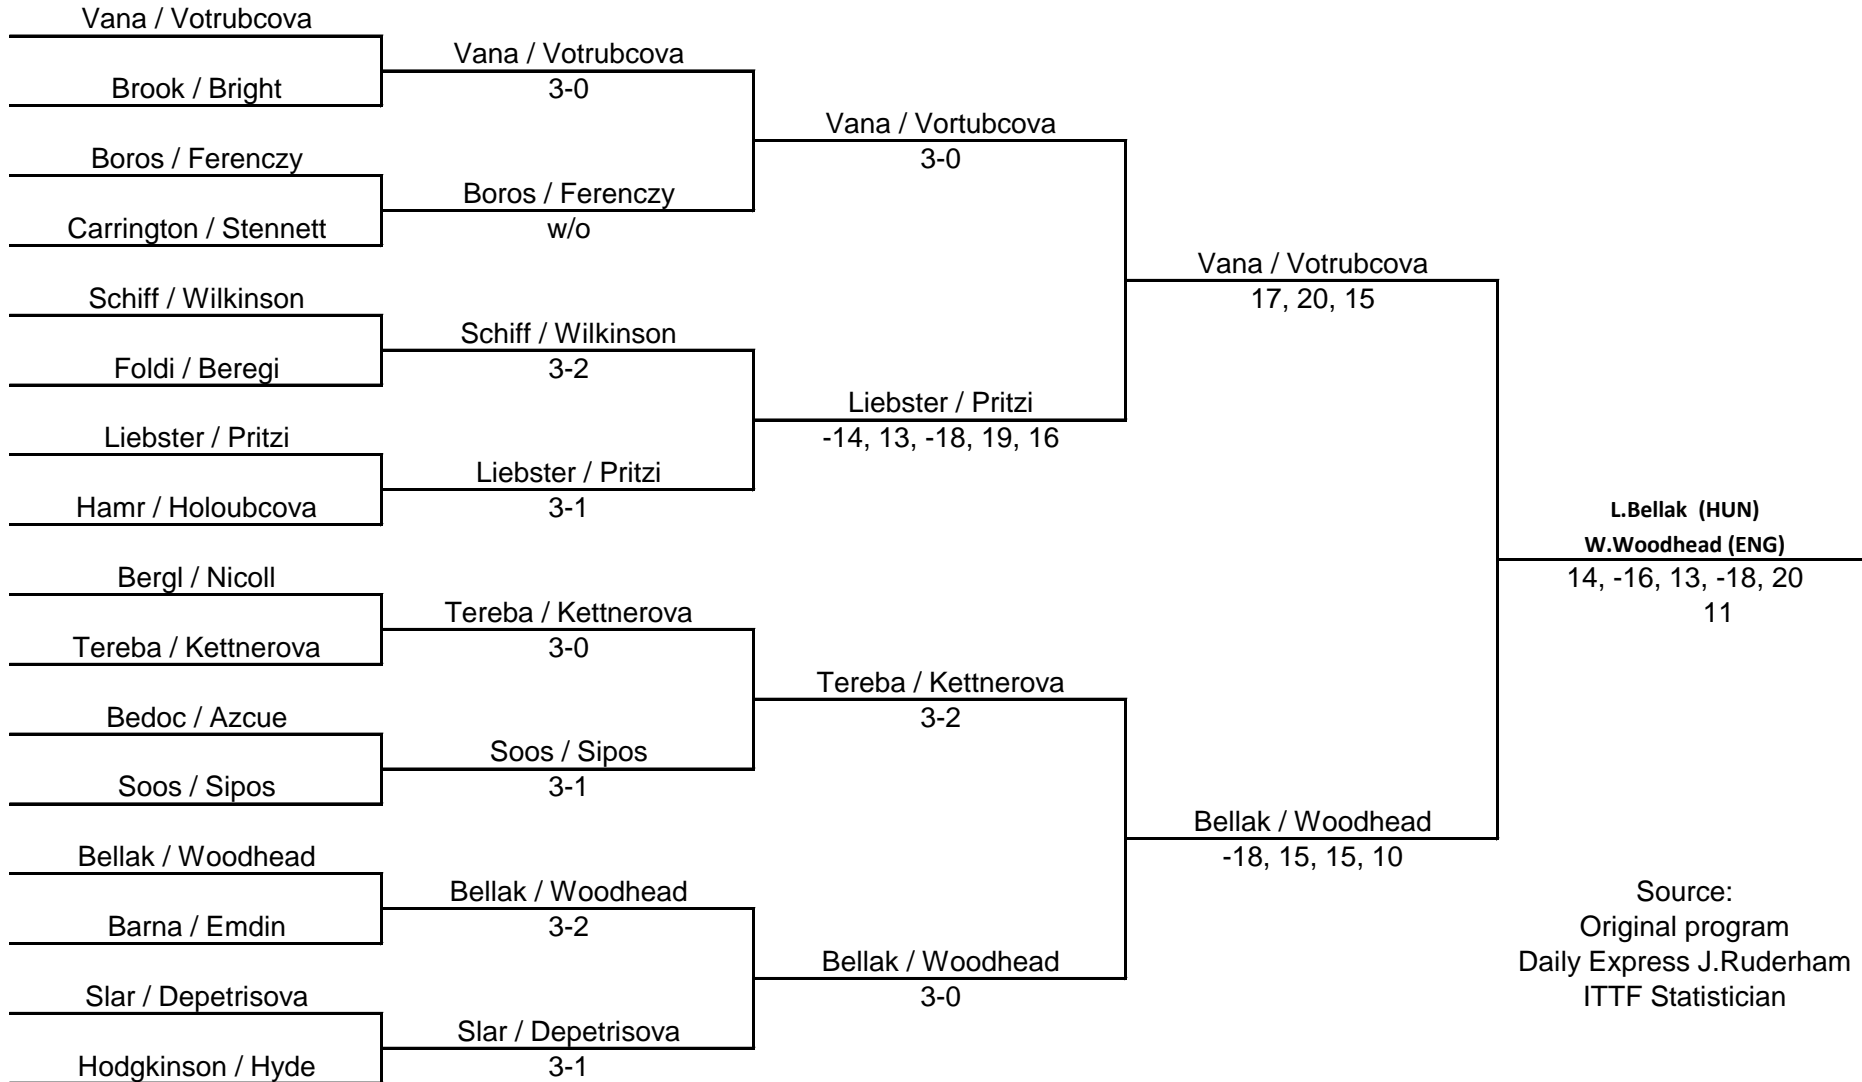 Vana / Votrubcova
Brook / Bright
Boros / Ferenczy
Carrington / Stennett
Schiff / Wilkinson
Foldi / Beregi
Liebster / Pritzi
Hamr / Holoubcova
Bergl / Nicoll
Tereba / Kettnerova
Bedoc / Azcue
Soos / Sipos
Bellak / Woodhead
Barna / Emdin
Slar / Depetrisova
Hodgkinson / Hyde
Vana / Votrubcova
3-0
Boros / Ferenczy
w/o
Schiff / Wilkinson
3-2
Liebster / Pritzi
3-1
Tereba / Kettnerova
3-0
Soos / Sipos
3-1
Bellak / Woodhead
3-2
Slar / Depetrisova
3-1
Vana / Vortubcova
3-0
Liebster / Pritzi
-14, 13, -18, 19, 16
Tereba / Kettnerova
3-2
Bellak / Woodhead
3-0
Vana / Votrubcova
17, 20, 15
Bellak / Woodhead
-18, 15, 15, 10
L.Bellak (HUN)
W.Woodhead (ENG)
14, -16, 13, -18, 20
11
Source:
Original program
Daily Express J.Ruderham
ITTF Statistician